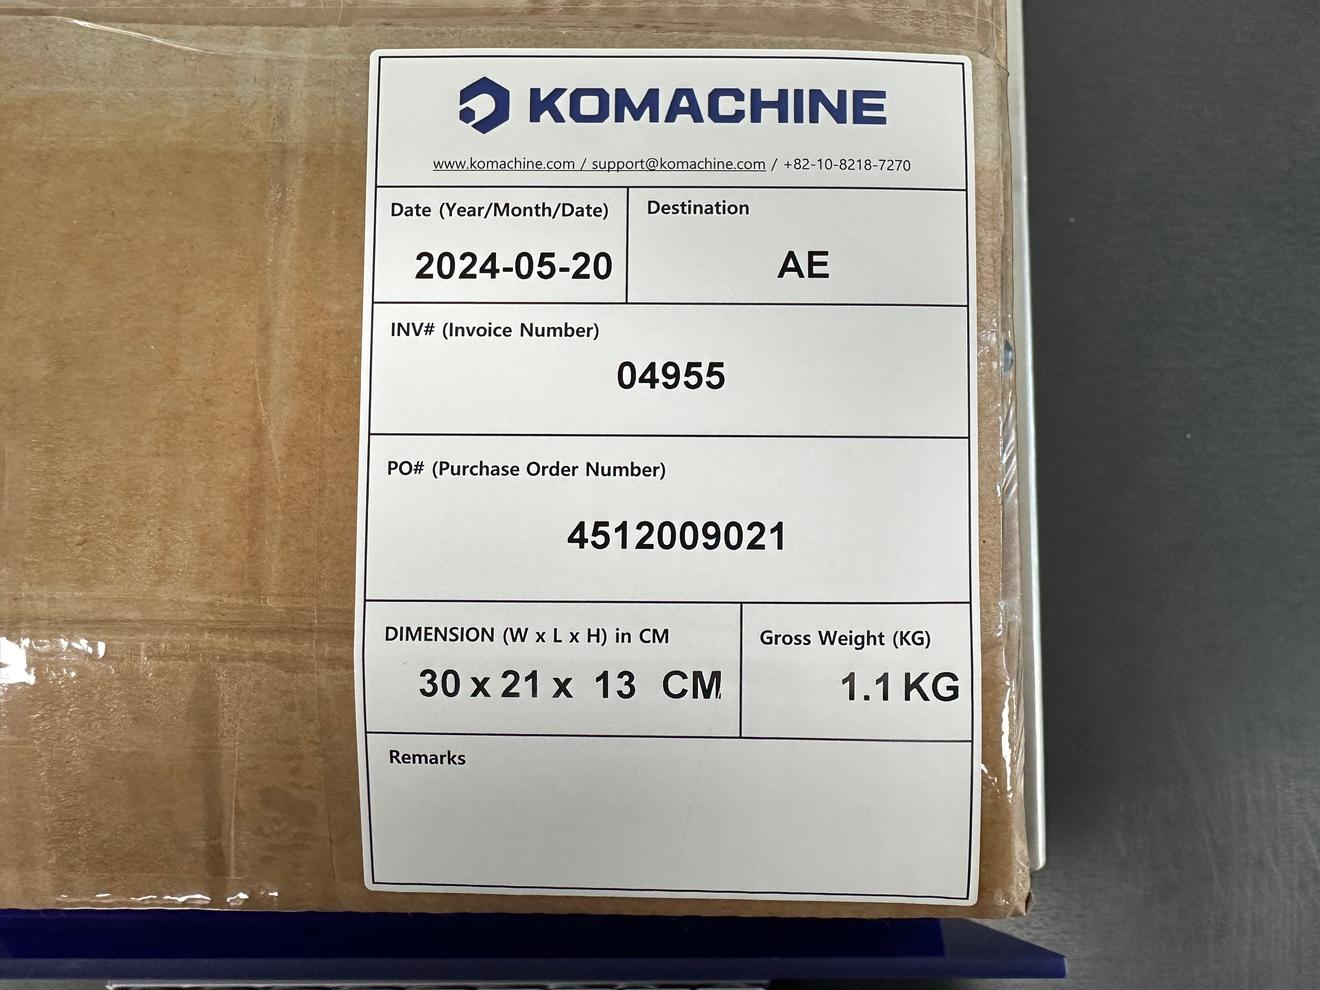 KOMACHINE
www.komachine.com / support@komachine.com / +82-10-8218-7270
Date (Year/Month/Date)
2024-05-20
Destination
AE
INV# (Invoice Number)
04955
PO# (Purchase Order Number)
4512009021
DIMENSION (W x L x H) in CM
30 x 21 x 13 CM
Gross Weight (KG)
1.1 KG
Remarks